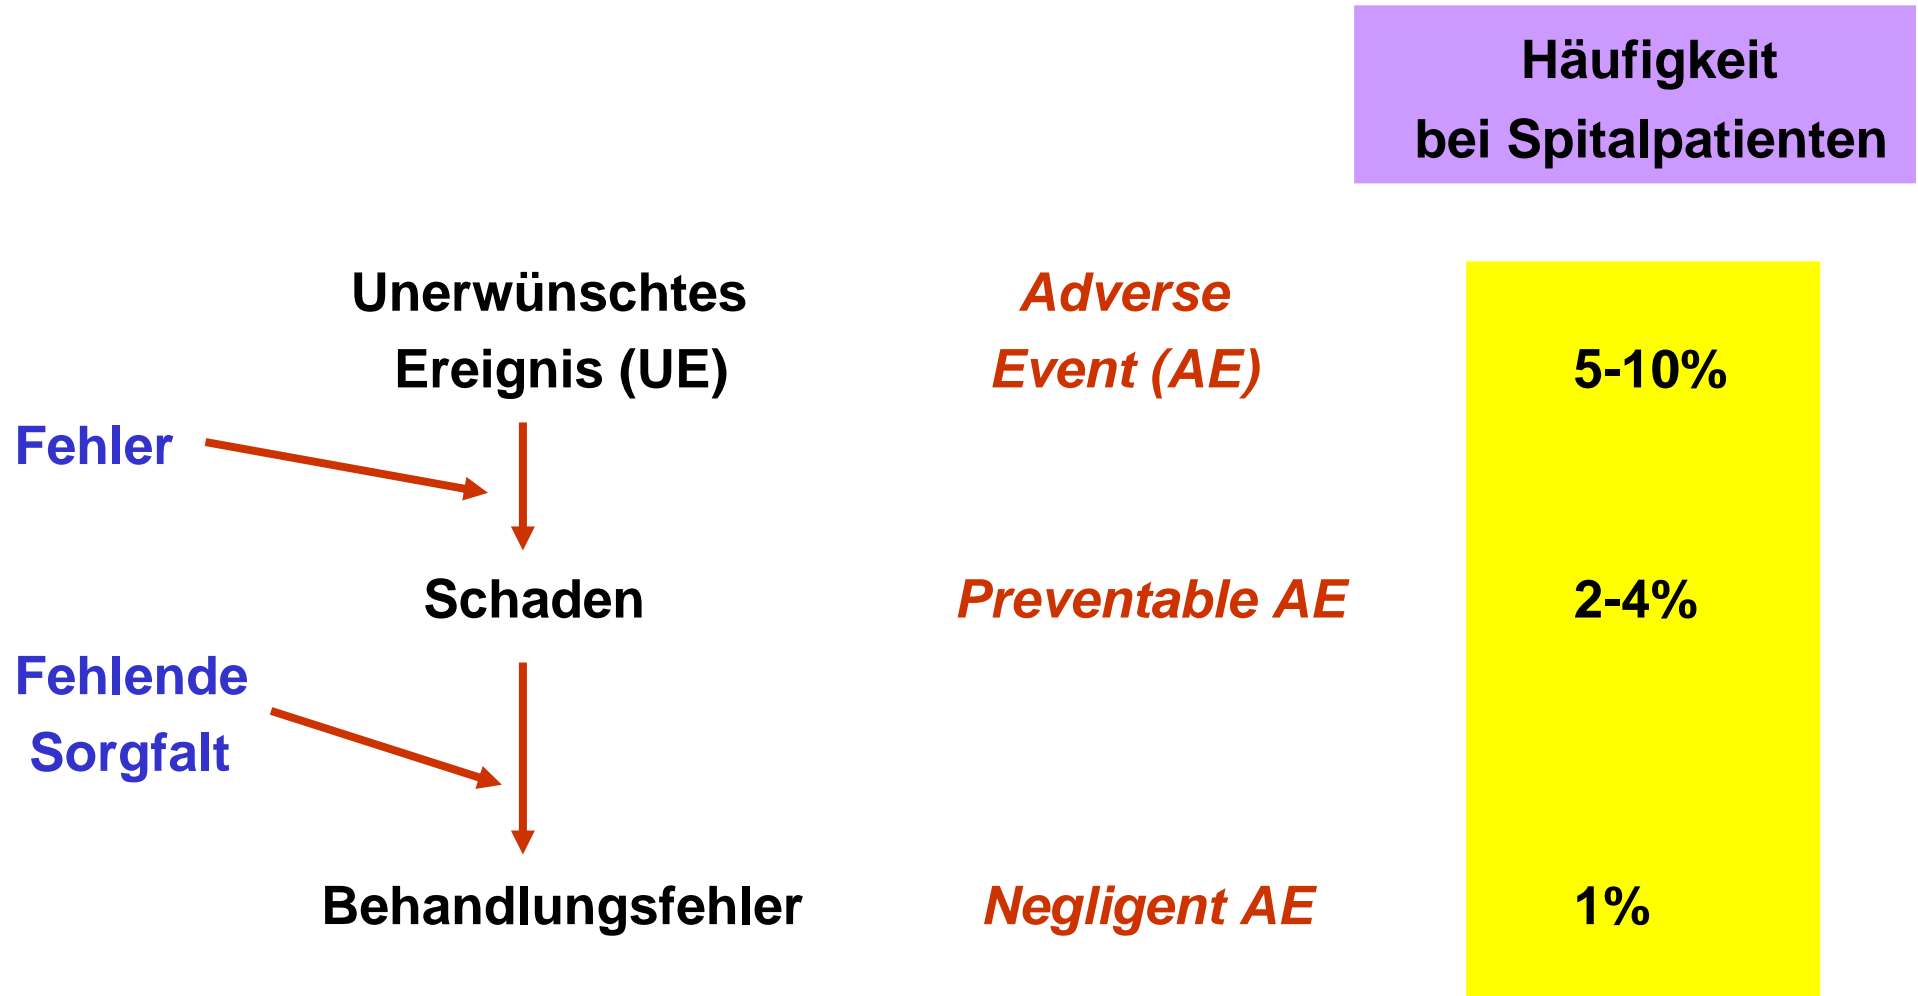 Häufigkeit
bei Spitalpatienten
Unerwünschtes Adverse
Ereignis (UE) Event (AE) 5-10%
Fehler
Schaden Preventable AE 2-4%
Fehlende
Sorgfalt
Behandlungsfehler Negligent AE 1%